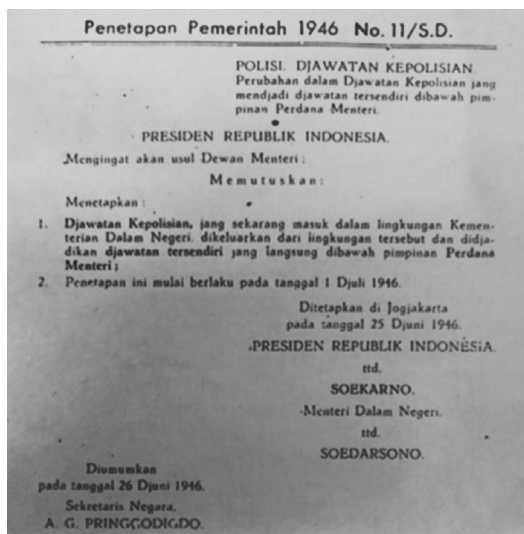 Penetapan Pemerintah 1946 No. 11/S.D.
POLISI. DJAWATAN KEPOLISIAN.
Perubahan dalam Djawatan Kepolisian jang
mendjadi djawatan tersendiri dibawah pim-
pinan Perdana Menteri.
PRESIDEN REPUBLIK INDONESIA.
Mengingat akan usul Dewan Menteri;
Memutuskan:
Menetapkan:
1. Djawatan Kepolisian, jang sekarang masuk dalam lingkungan Kemen-
terian Dalam Negeri, dikeluarkan dari lingkungan tersebut dan didja-
dikan djawatan tersendiri jang langsung dibawah pimpinan Perdana
Menteri;
2. Penetapan ini mulai berlaku pada tanggal 1 Djuli 1946.
Ditetapkan di Jogjakarta
pada tanggal 25 Djuni 1946.
PRESIDEN REPUBLIK INDONESIA.
ttd.
SOEKARNO.
Menteri Dalam Negeri.
ttd.
SOEDARSONO.
Diumumkan
pada tanggal 26 Djuni 1946.
Sekretaris Negara.
A. G. PRINGGODIGDO.